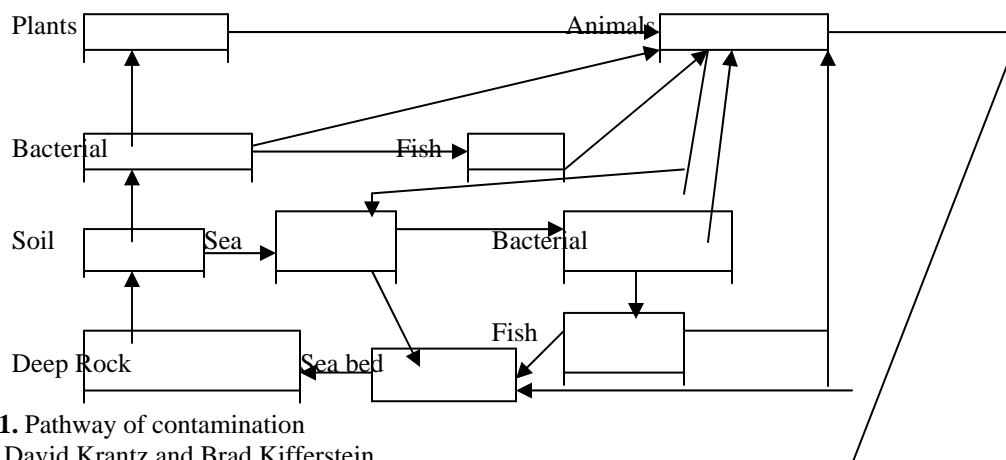 Plants Animals
Bacterial Fish
Soil Sea Bacterial
Fish
Deep Rock Sea bed
1. Pathway of contamination
David Krantz and Brad Kifferstein